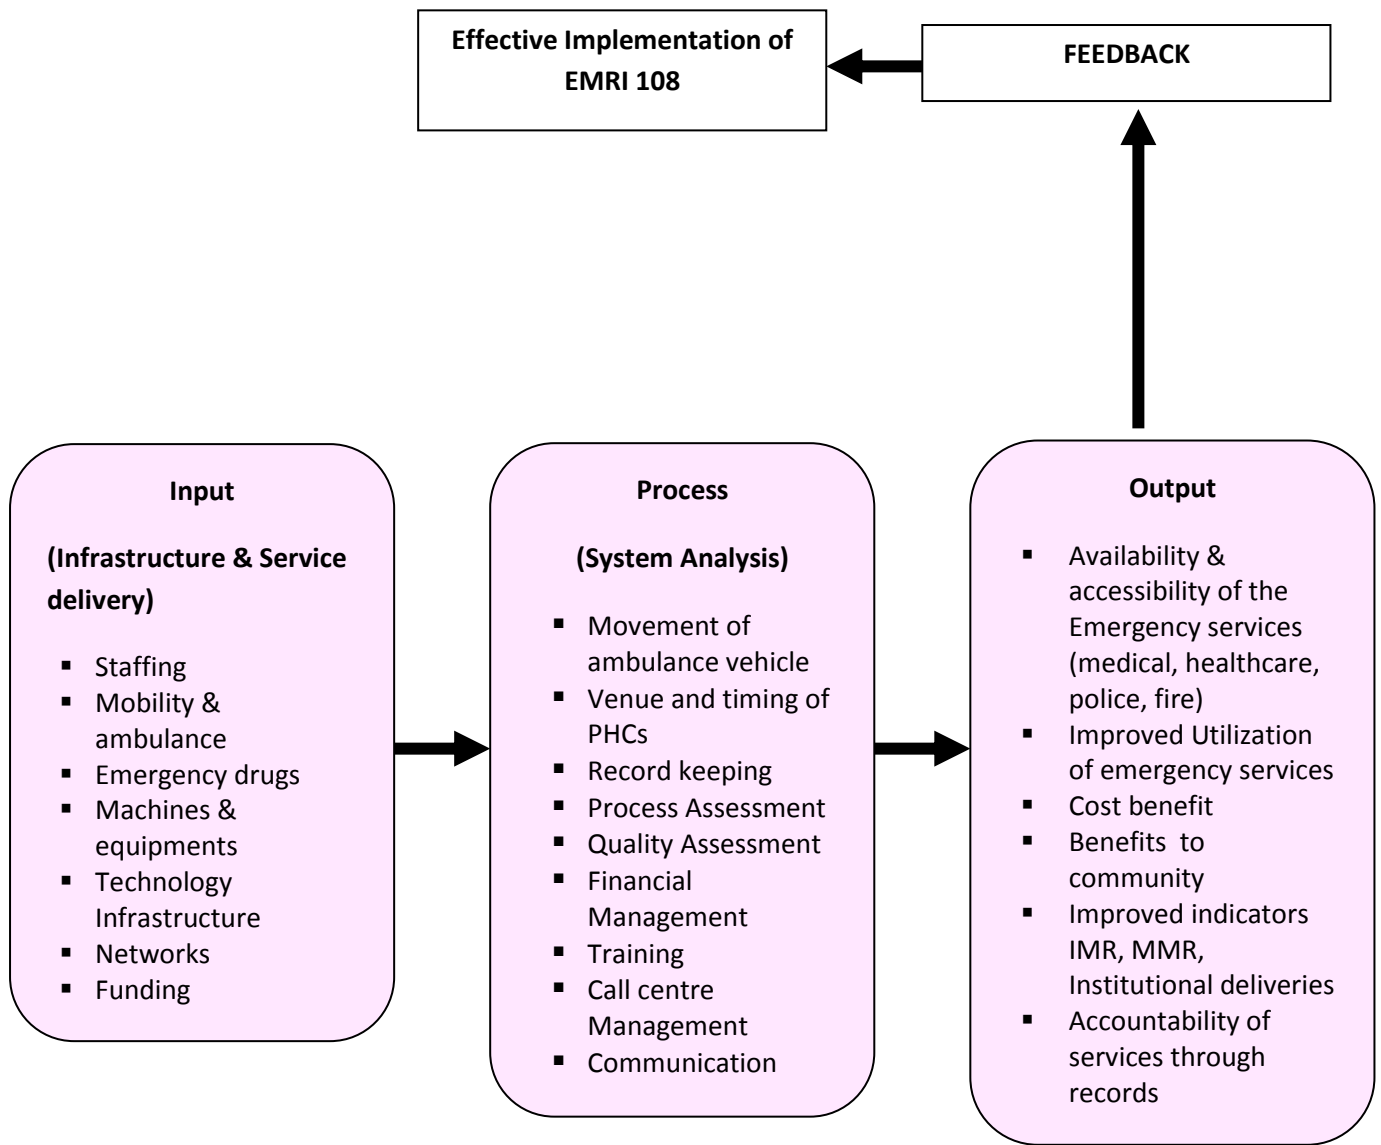 Effective Implementation of
EMRI 108
FEEDBACK
Input
(Infrastructure & Service
delivery)
▪ Staffing
▪ Mobility &
ambulance
▪ Emergency drugs
▪ Machines &
equipments
▪ Technology
Infrastructure
▪ Networks
▪ Funding
Process
(System Analysis)
▪ Movement of
ambulance vehicle
▪ Venue and timing of
PHCs
▪ Record keeping
▪ Process Assessment
▪ Quality Assessment
▪ Financial
Management
▪ Training
▪ Call centre
Management
▪ Communication
Output
▪ Availability &
accessibility of the
Emergency services
(medical, healthcare,
police, fire)
▪ Improved Utilization
of emergency services
▪ Cost benefit
▪ Benefits to
community
▪ Improved indicators
IMR, MMR,
Institutional deliveries
▪ Accountability of
services through
records